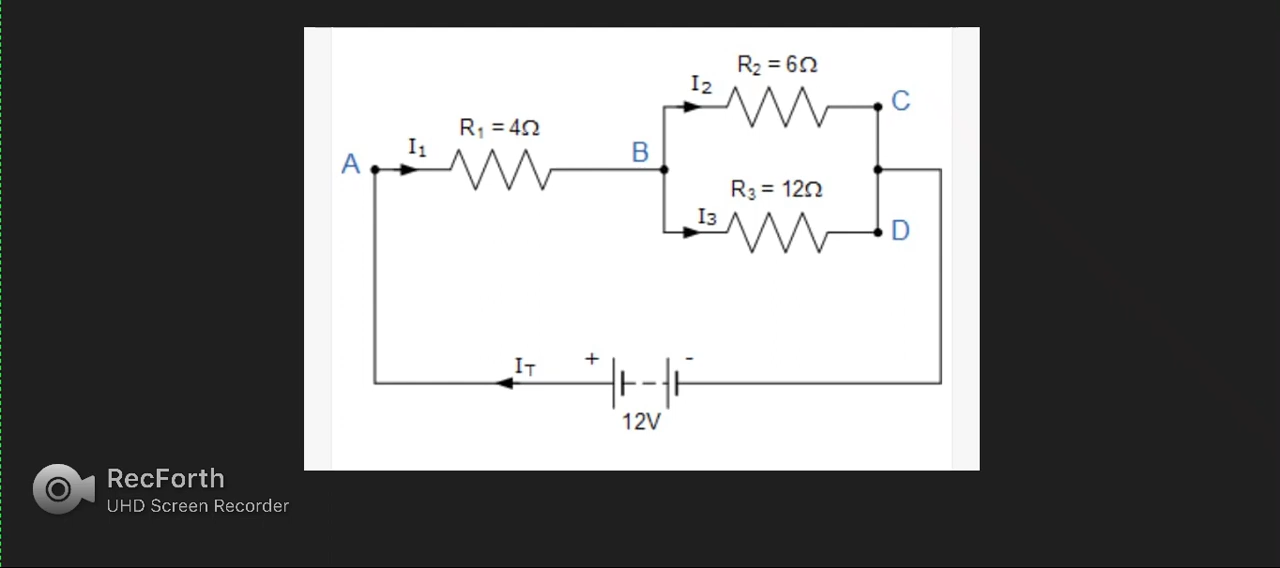 R₂ = 6Ω
I₂
C
R₁ = 4Ω
I₁
B
A
R₃ = 12Ω
I₃
D
I_T
+
-
12V
RecForth
UHD Screen Recorder